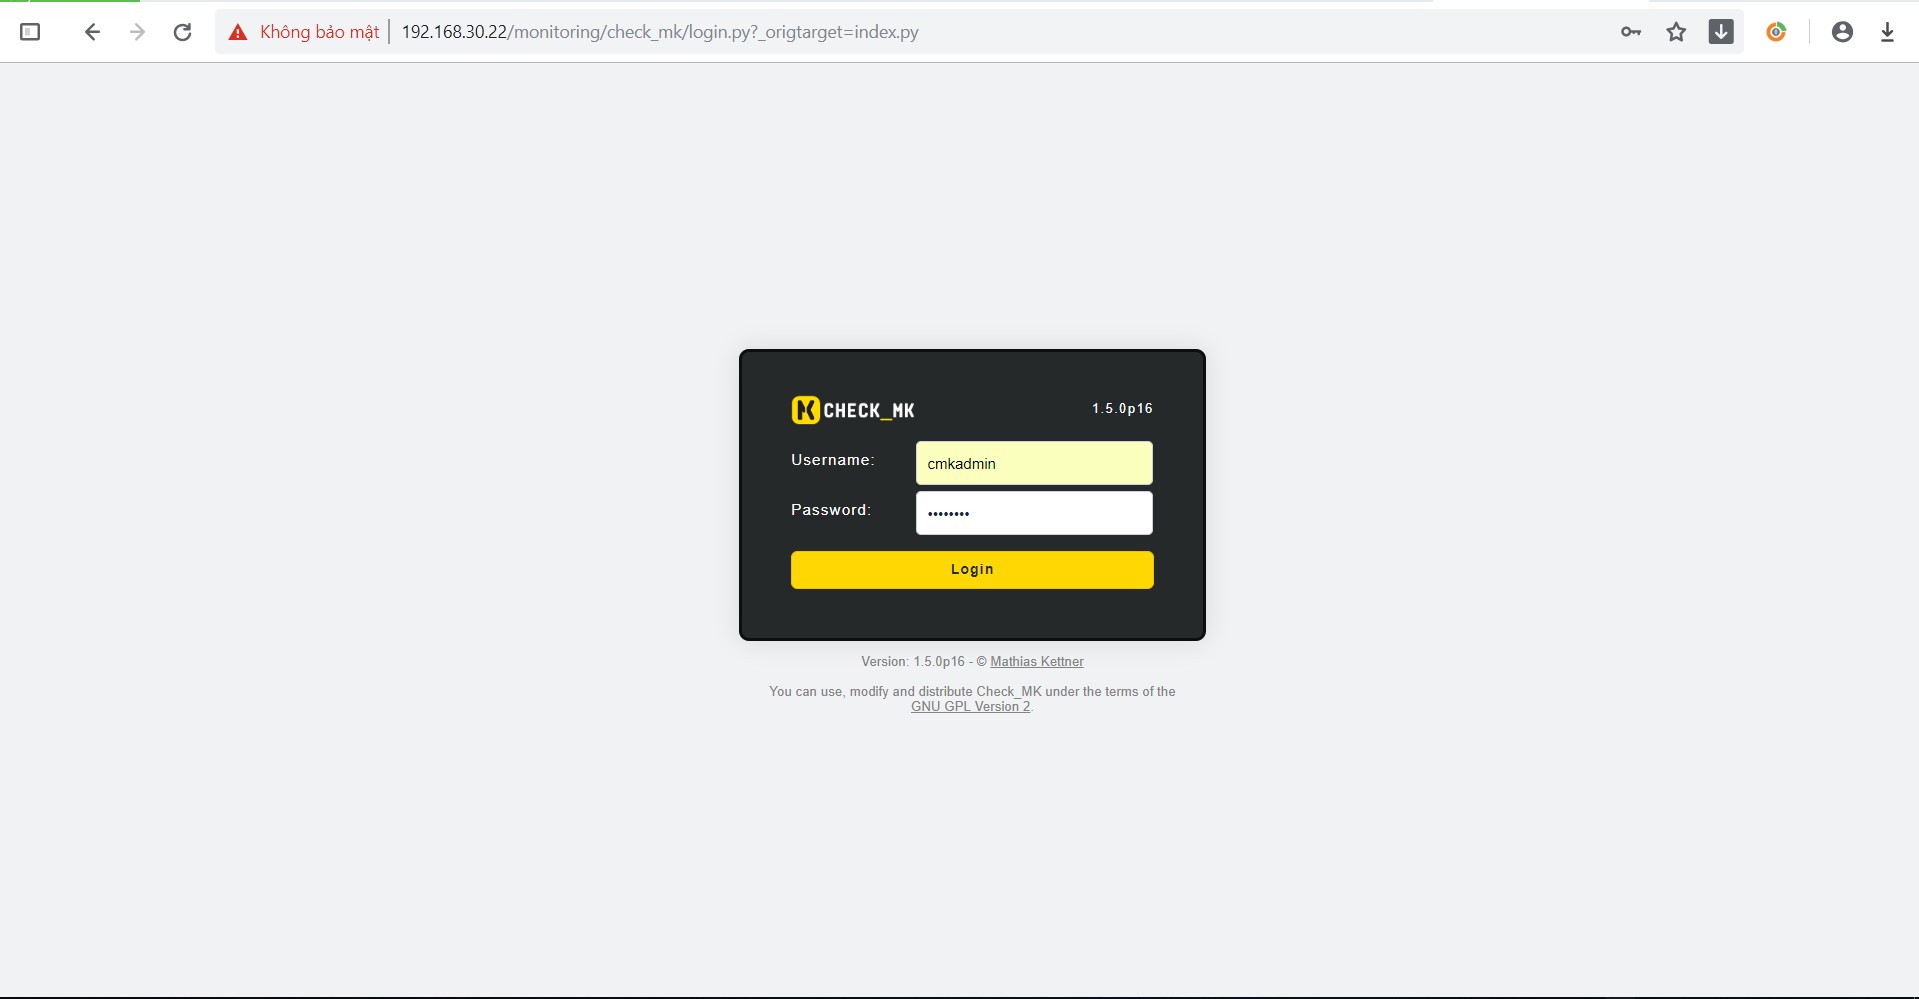 Không bảo mật 192.168.30.22/monitoring/check_mk/login.py?_origtarget=index.py
CHECK_MK 1.5.0p16
Username: cmkadmin
Password: ••••••••
Login
Version: 1.5.0p16 - © Mathias Kettner
You can use, modify and distribute Check_MK under the terms of the
GNU GPL Version 2.